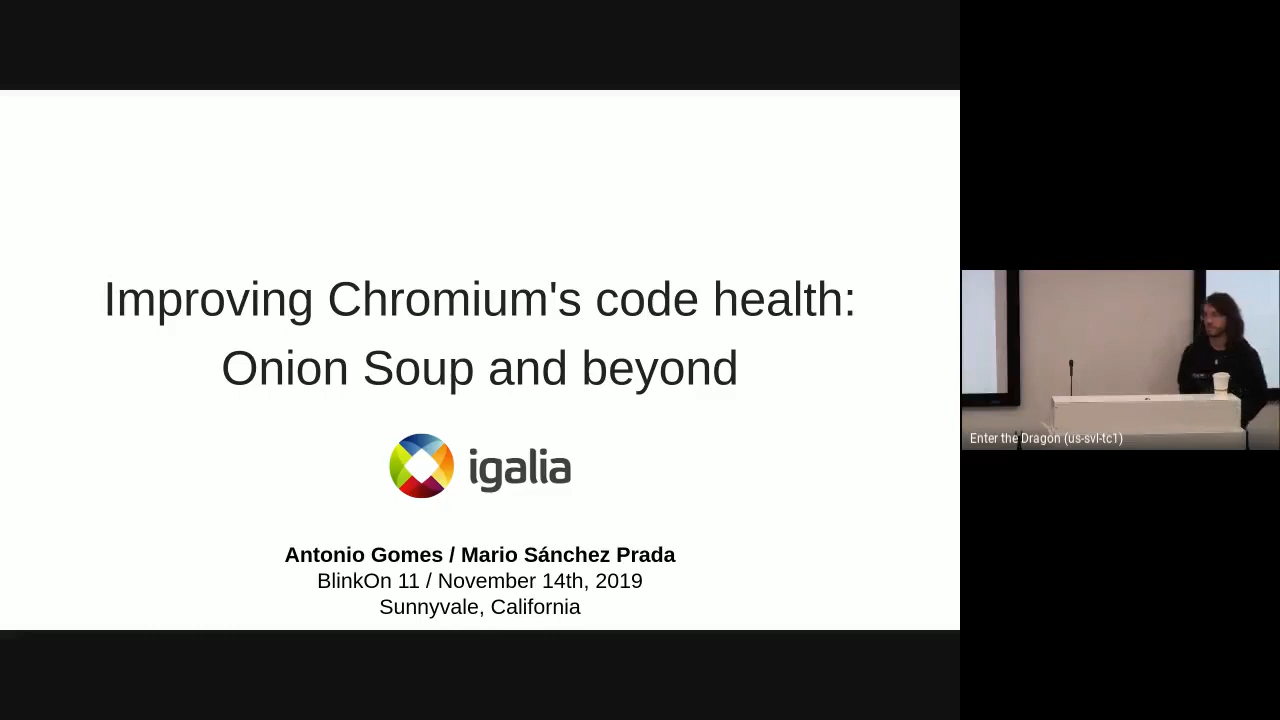 Improving Chromium's code health:
Onion Soup and beyond
igalia
Antonio Gomes / Mario Sánchez Prada
BlinkOn 11 / November 14th, 2019
Sunnyvale, California
Enter the Dragon (us-svl-tc1)